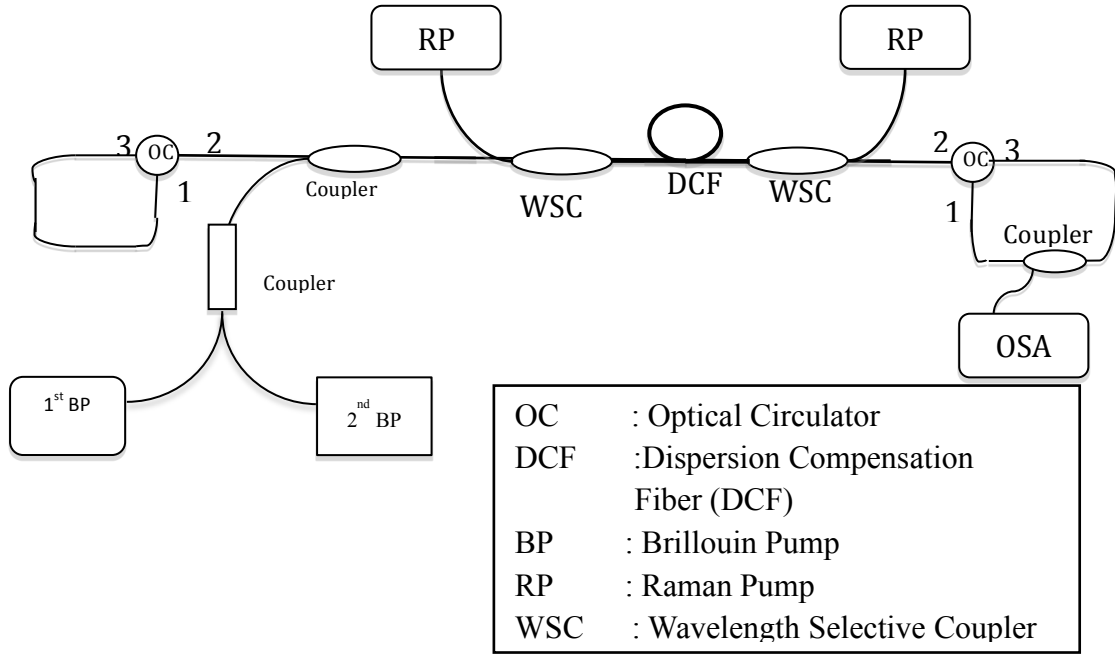 RP
RP
3
OC
2
1
Coupler
WSC
DCF
WSC
2
OC
3
1
Coupler
Coupler
OSA
1st BP
2nd BP
OC : Optical Circulator
DCF :Dispersion Compensation
Fiber (DCF)
BP : Brillouin Pump
RP : Raman Pump
WSC : Wavelength Selective Coupler